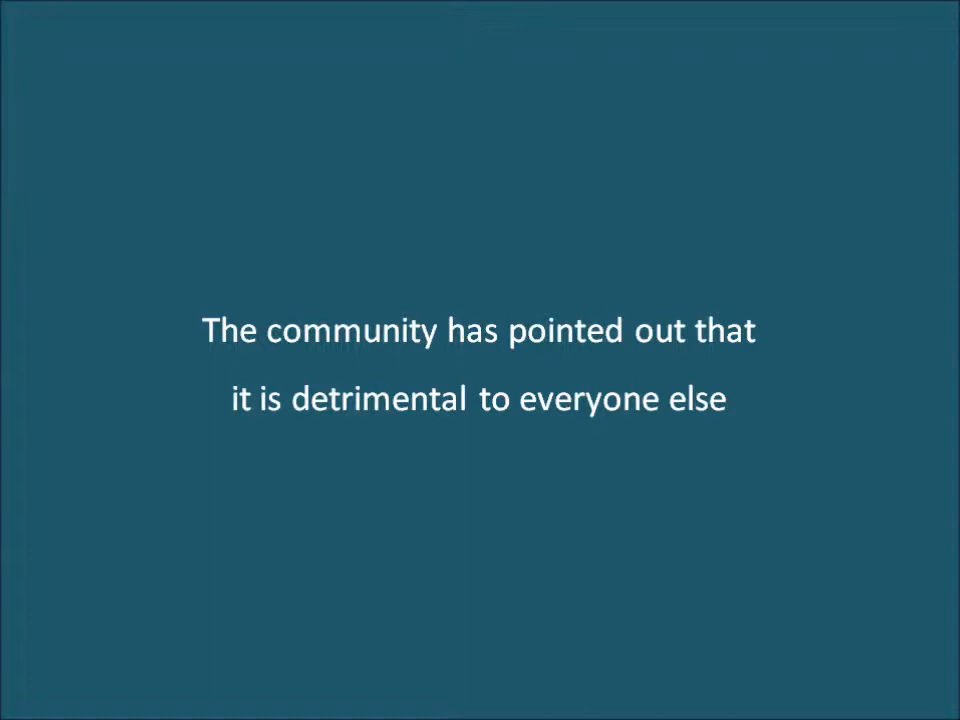 The community has pointed out that
it is detrimental to everyone else